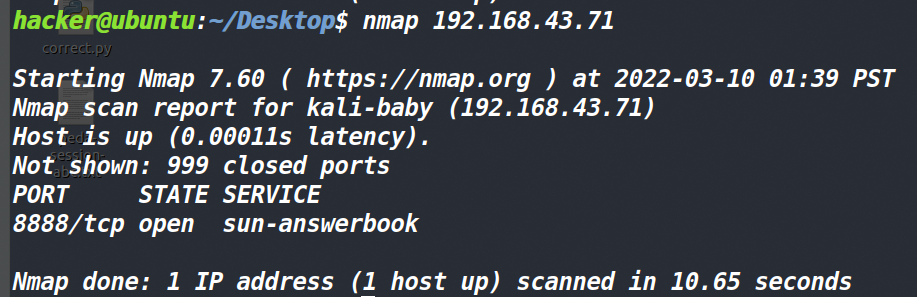 hacker@ubuntu:~/Desktop$ nmap 192.168.43.71
correct.py
Starting Nmap 7.60 ( https://nmap.org ) at 2022-03-10 01:39 PST
Nmap scan report for kali-baby (192.168.43.71)
Host is up (0.00011s latency).
Not shown: 999 closed ports
PORT     STATE SERVICE
8888/tcp open  sun-answerbook
Nmap done: 1 IP address (1 host up) scanned in 10.65 seconds